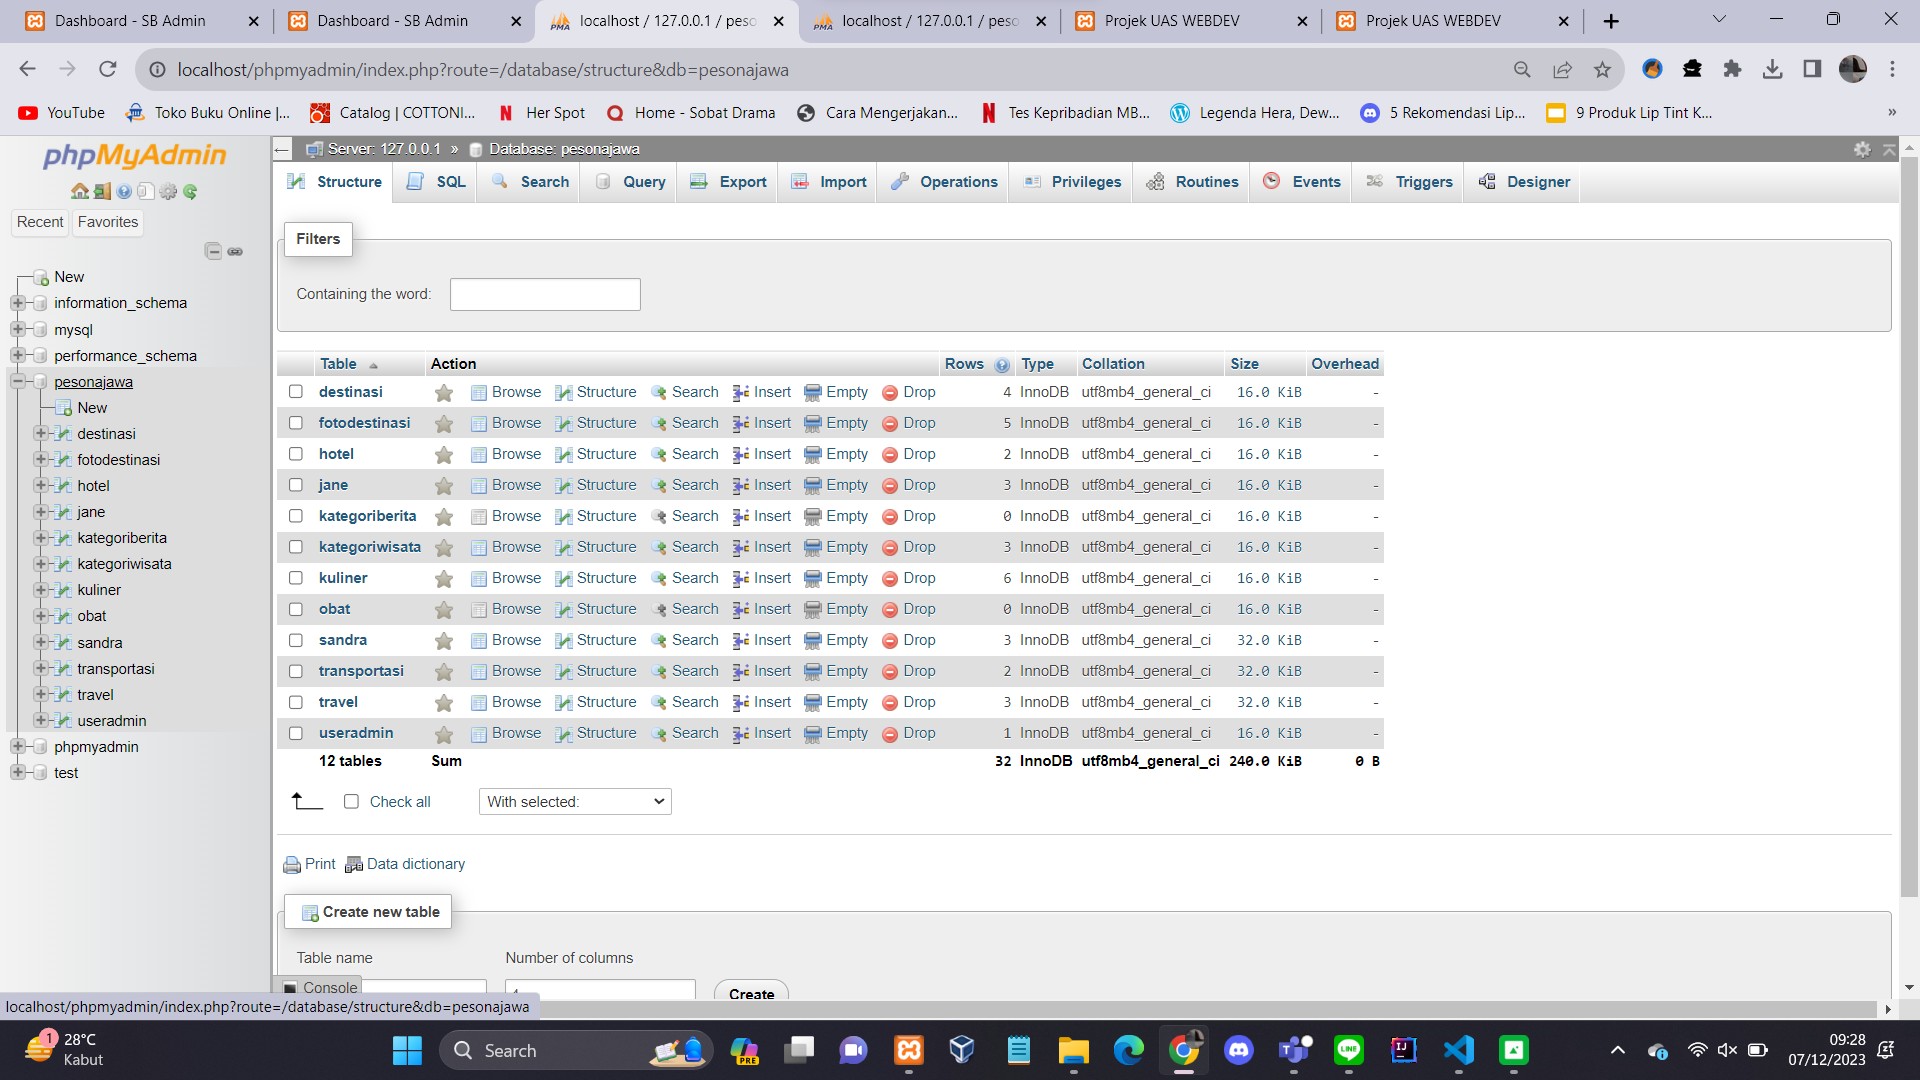 Dashboard - SB Admin
Dashboard - SB Admin
localhost / 127.0.0.1 / peso
localhost / 127.0.0.1 / peso
Projek UAS WEBDEV
Projek UAS WEBDEV
localhost/phpmyadmin/index.php?route=/database/structure&db=pesonajawa
YouTube
Toko Buku Online |...
Catalog | COTTONI...
Her Spot
Home - Sobat Drama
Cara Mengerjakan...
Tes Kepribadian MB...
Legenda Hera, Dew...
5 Rekomendasi Lip...
9 Produk Lip Tint K...
»
phpMyAdmin
Recent
Favorites
New
information_schema
mysql
performance_schema
pesonajawa
New
destinasi
fotodestinasi
hotel
jane
kategoriberita
kategoriwisata
kuliner
obat
sandra
transportasi
travel
useradmin
phpmyadmin
test
Server: 127.0.0.1 » Database: pesonajawa
Structure SQL Search Query Export Import Operations Privileges Routines Events Triggers Designer
Filters
Containing the word:
Table Action Rows Type Collation Size Overhead
destinasi Browse Structure Search Insert Empty Drop 4 InnoDB utf8mb4_general_ci 16.0 KiB -
fotodestinasi Browse Structure Search Insert Empty Drop 5 InnoDB utf8mb4_general_ci 16.0 KiB -
hotel Browse Structure Search Insert Empty Drop 2 InnoDB utf8mb4_general_ci 16.0 KiB -
jane Browse Structure Search Insert Empty Drop 3 InnoDB utf8mb4_general_ci 16.0 KiB -
kategoriberita Browse Structure Search Insert Empty Drop 0 InnoDB utf8mb4_general_ci 16.0 KiB -
kategoriwisata Browse Structure Search Insert Empty Drop 3 InnoDB utf8mb4_general_ci 16.0 KiB -
kuliner Browse Structure Search Insert Empty Drop 6 InnoDB utf8mb4_general_ci 16.0 KiB -
obat Browse Structure Search Insert Empty Drop 0 InnoDB utf8mb4_general_ci 16.0 KiB -
sandra Browse Structure Search Insert Empty Drop 3 InnoDB utf8mb4_general_ci 32.0 KiB -
transportasi Browse Structure Search Insert Empty Drop 2 InnoDB utf8mb4_general_ci 32.0 KiB -
travel Browse Structure Search Insert Empty Drop 3 InnoDB utf8mb4_general_ci 32.0 KiB -
useradmin Browse Structure Search Insert Empty Drop 1 InnoDB utf8mb4_general_ci 16.0 KiB -
12 tables Sum 32 InnoDB utf8mb4_general_ci 240.0 KiB 0 B
Check all
With selected:
Print
Data dictionary
Create new table
Table name
Number of columns
Console
Create
localhost/phpmyadmin/index.php?route=/database/structure&db=pesonajawa
1
28°C
Kabut
Search
PRE
LINE
IJ
09:28
07/12/2023